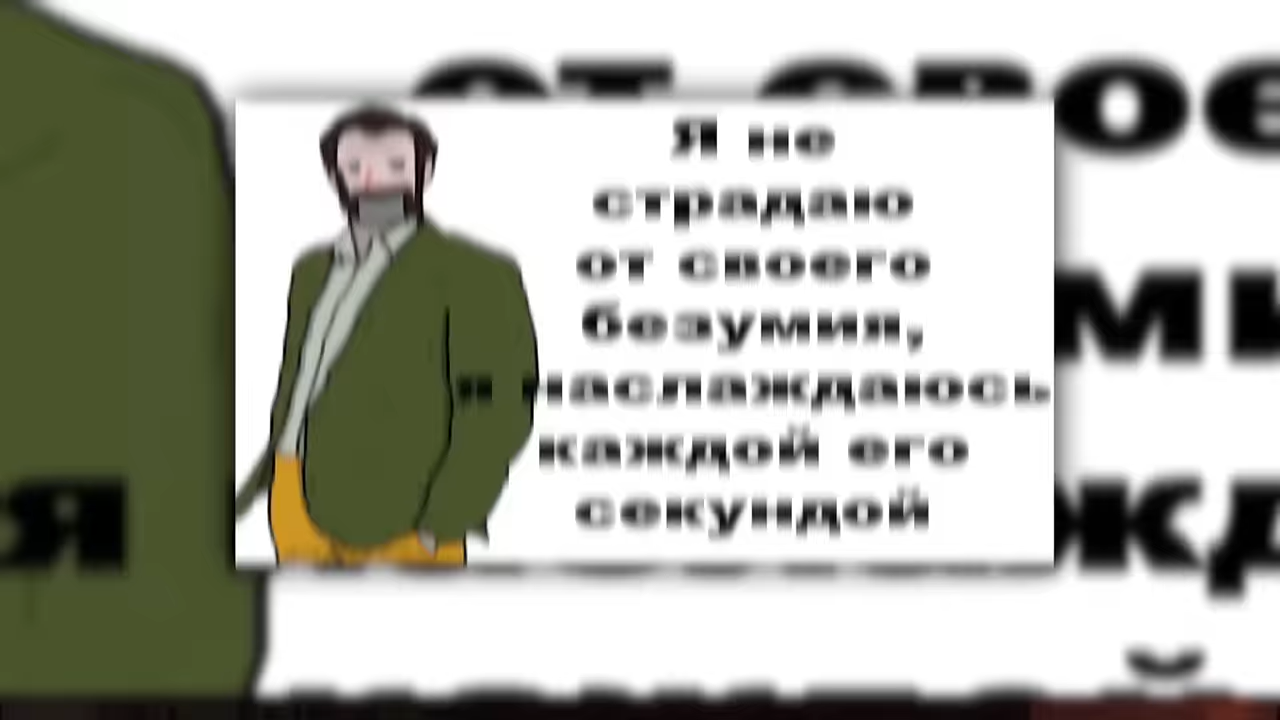 Я не
страдаю
от своего
безумия,
я наслаждаюсь
каждой его
секундой